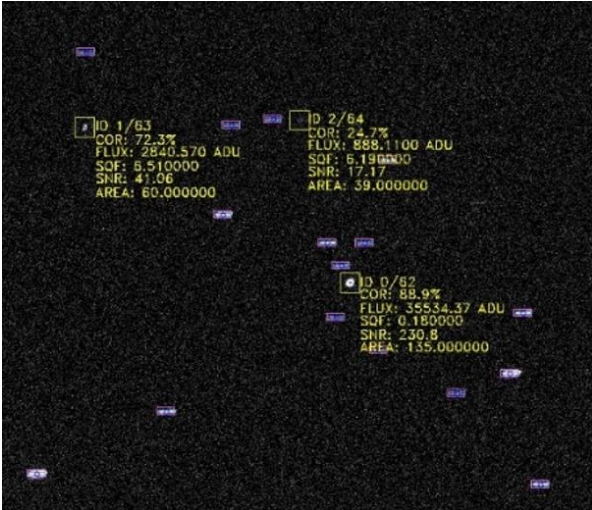 ID 1/63
COR: 72.3%
FLUX: 2840.570 ADU
SQF: 6.510000
SNR: 41.06
AREA: 60.000000
ID 2/64
COR: 24.7%
FLUX: 888.1100 ADU
SQF: 6.190000
SNR: 17.17
AREA: 39.000000
ID 0/62
COR: 88.9%
FLUX: 35534.37 ADU
SQF: 0.180000
SNR: 230.8
AREA: 135.000000